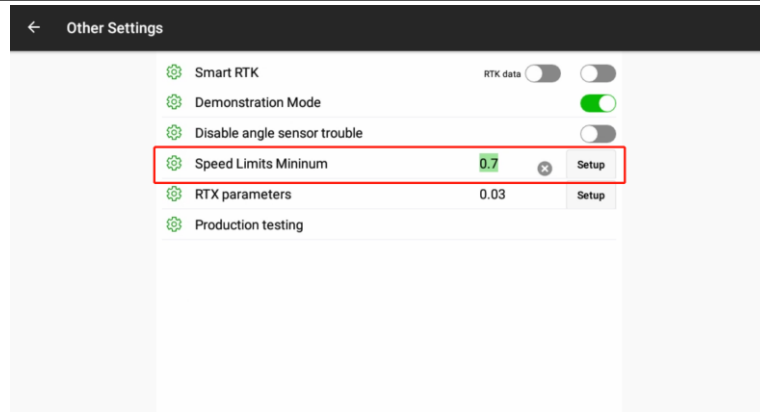 Other Settings
Smart RTK RTK data
Demonstration Mode
Disable angle sensor trouble
Speed Limits Mininum 0.7 Setup
RTX parameters 0.03 Setup
Production testing